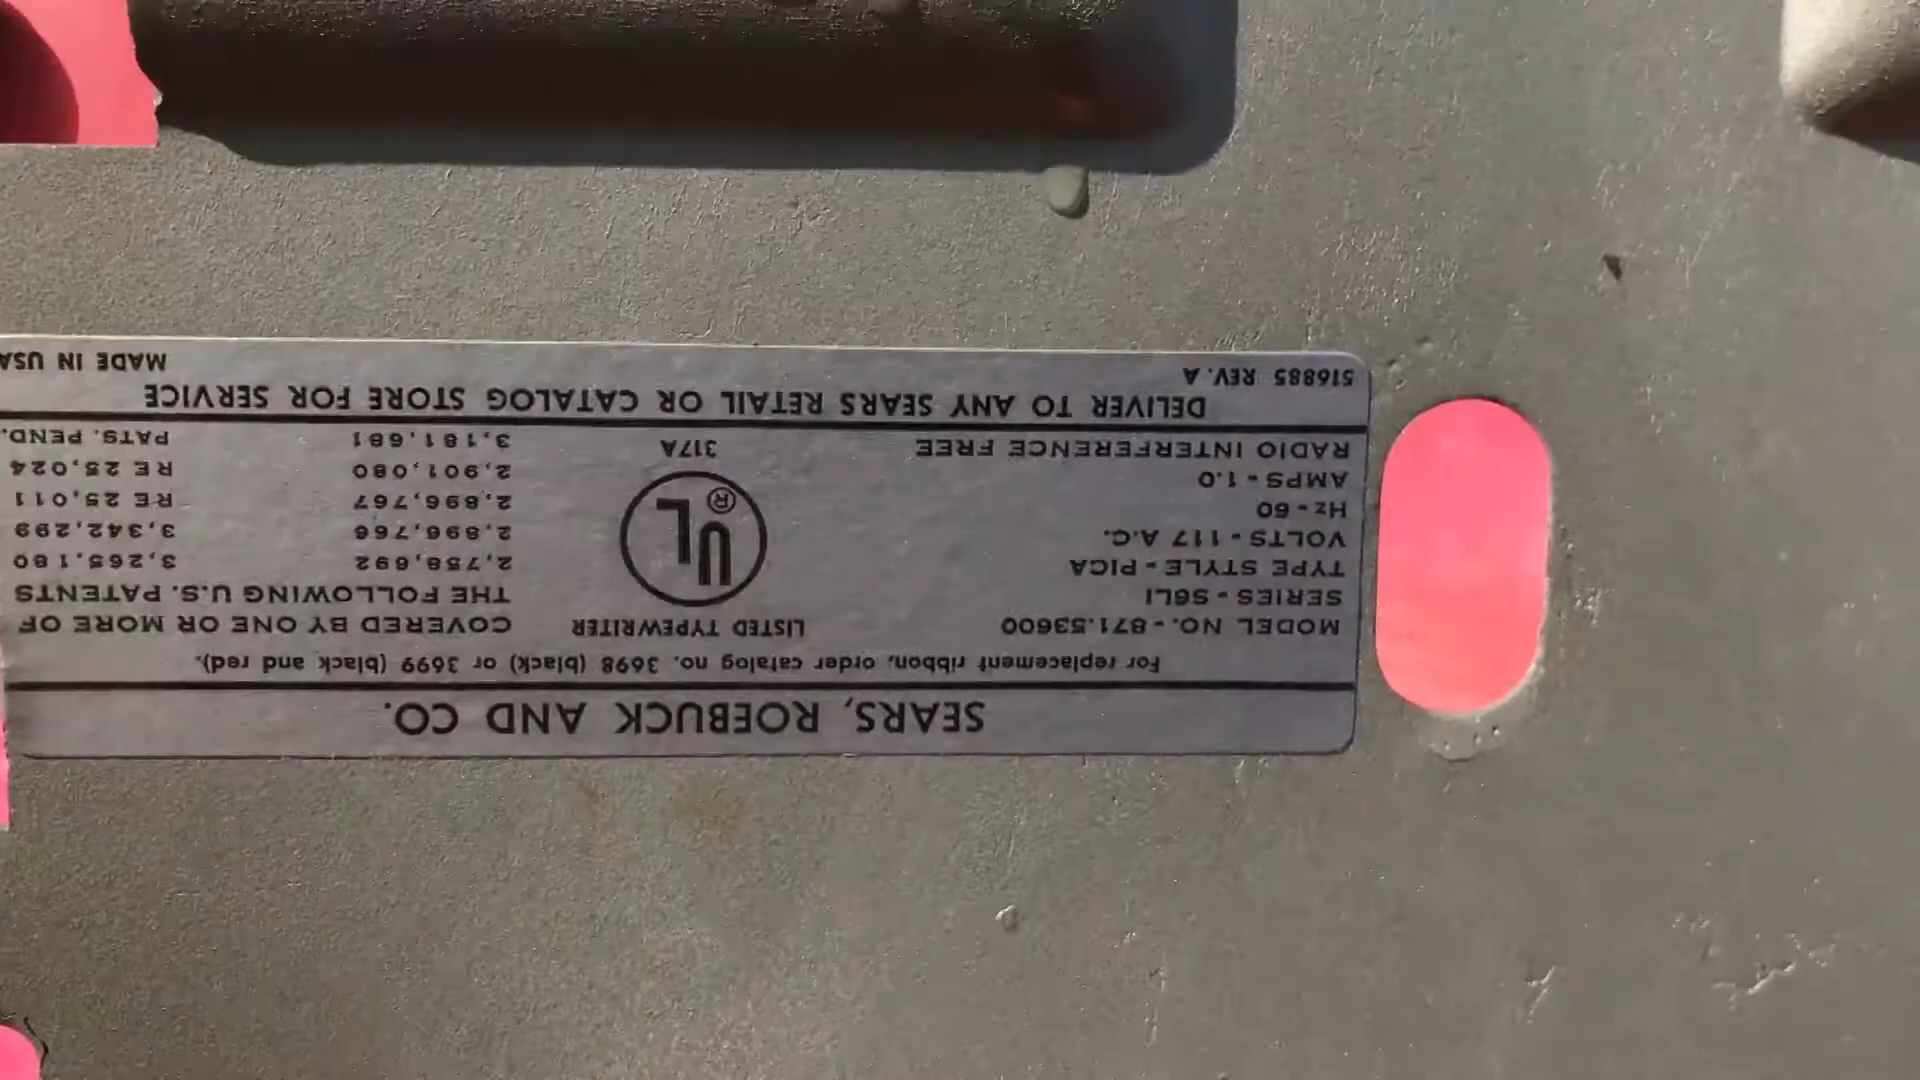 SEARS, ROEBUCK AND CO.
For replacement ribbon, order catalog no. 3698 (black) or 3699 (black and red).
MODEL NO. - 871.53600
SERIES - S6LI
TYPE STYLE - PICA
VOLTS - 117 A.C.
Hz - 60
AMPS - 1.0
RADIO INTERFERENCE FREE
LISTED TYPEWRITER
UL ®
317A
COVERED BY ONE OR MORE OF
THE FOLLOWING U.S. PATENTS
2,758,692 3,265,180
2,896,766 3,342,299
2,896,767 RE 25,011
2,901,080 RE 25,024
3,181,681 PATS. PEND.
DELIVER TO ANY SEARS RETAIL OR CATALOG STORE FOR SERVICE
516885 REV. A MADE IN USA